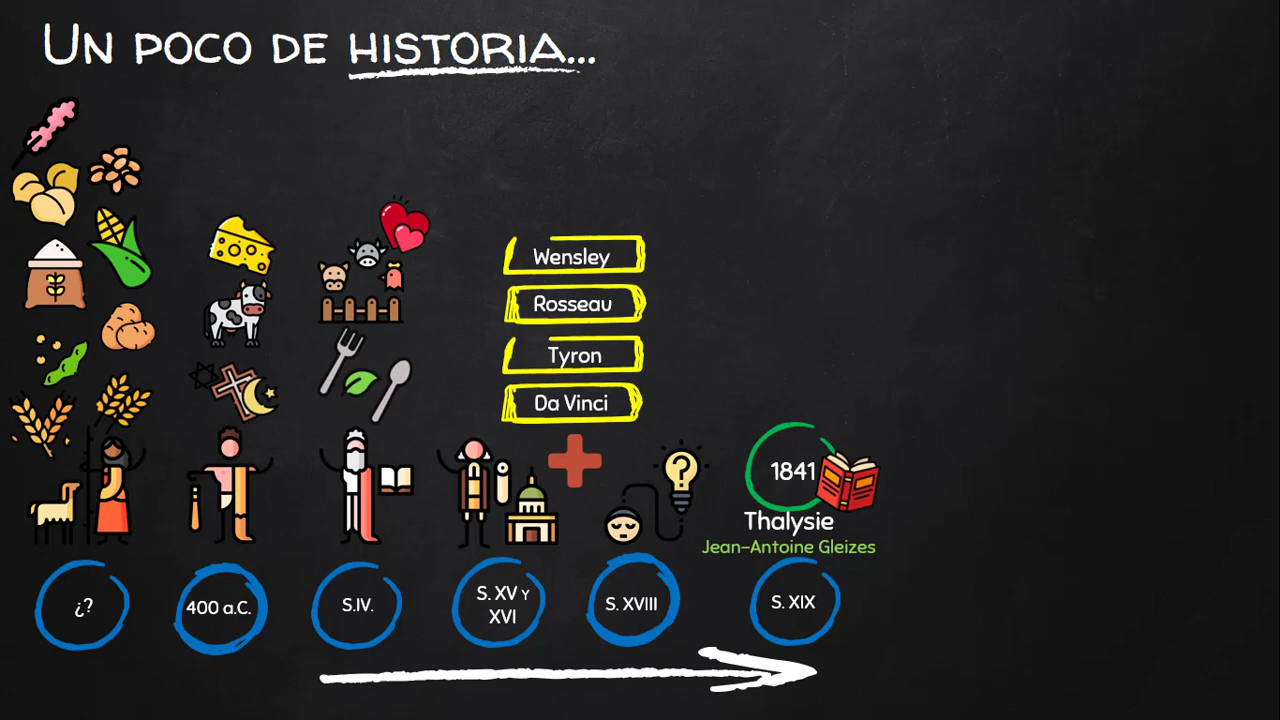 Un poco de historia...
Wensley
Rosseau
Tyron
Da Vinci
1841
Thalysie
Jean-Antoine Gleizes
¿?
400 a.C.
S.IV.
S. XV y
XVI
S. XVIII
S. XIX